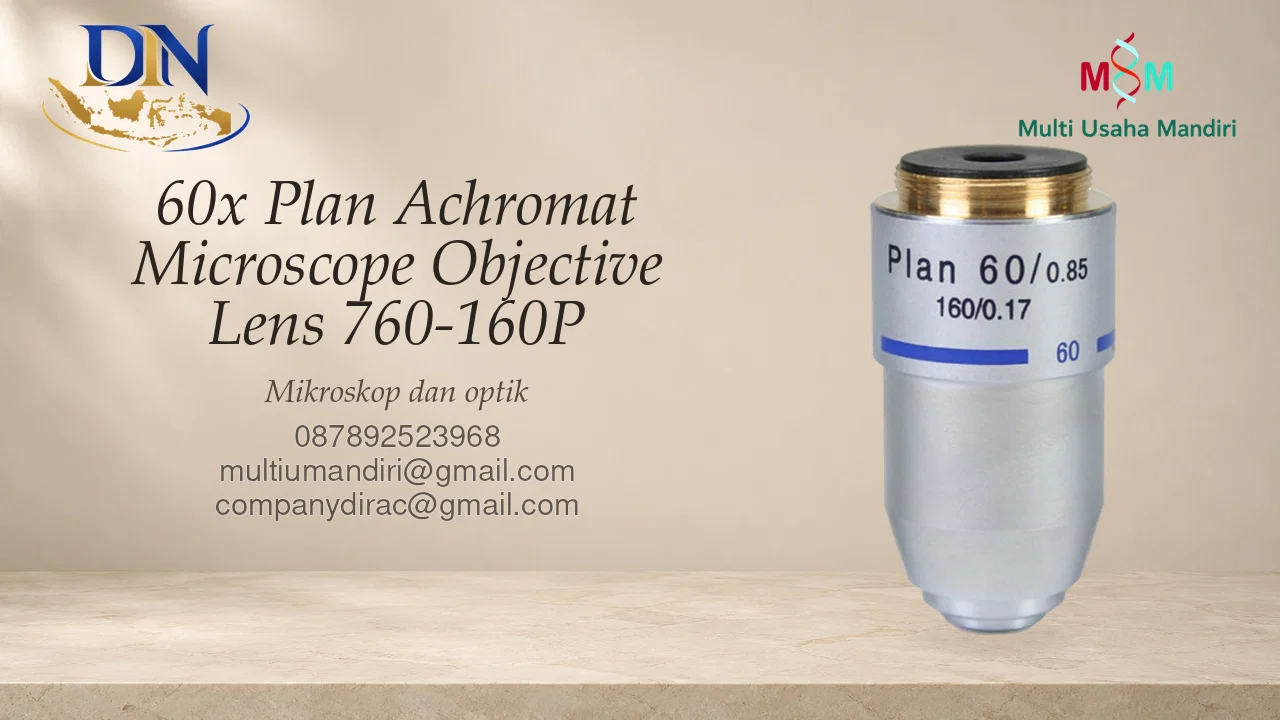 DN
M M
Multi Usaha Mandiri
60x Plan Achromat
Microscope Objective
Lens 760-160P
Mikroskop dan optik
087892523968
multiumandiri@gmail.com
companydirac@gmail.com
Plan 60/0.85
160/0.17
60